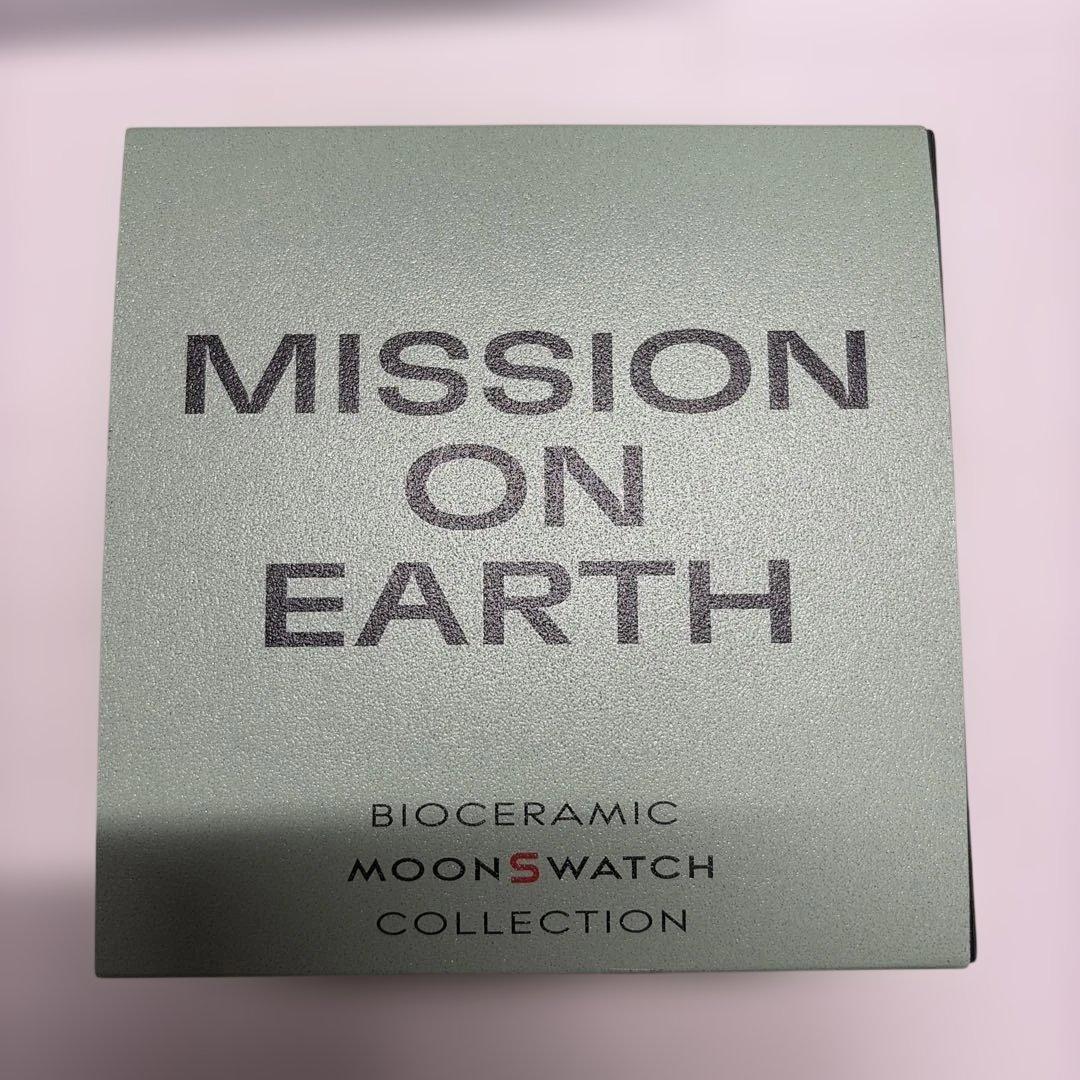 MISSION
ON
EARTH
BIOCERAMIC
MOONSWATCH
COLLECTION